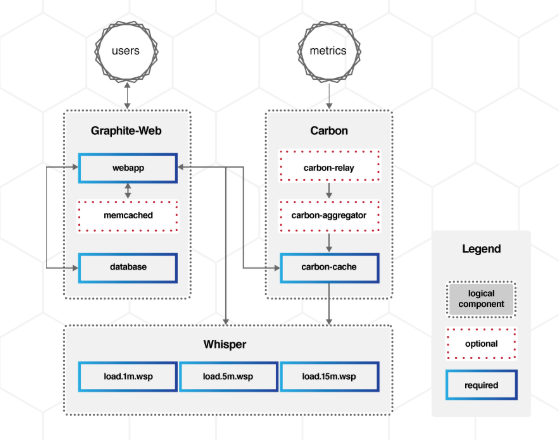 users
metrics
Graphite-Web
webapp
memcached
database
Carbon
carbon-relay
carbon-aggregator
carbon-cache
Whisper
load.1m.wsp
load.5m.wsp
load.15m.wsp
Legend
logical
component
optional
required